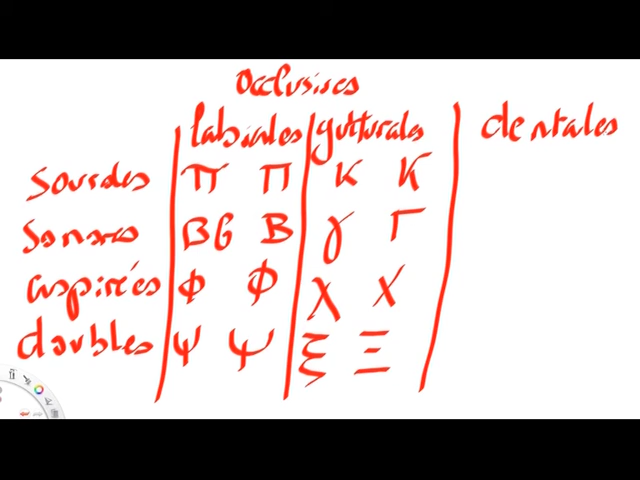 Occlusives
labiales gutturales dentales
sourdes π Π κ Κ
sonores β ϐ Β γ Γ
aspirées φ Φ χ Χ
doubles ψ Ψ ξ Ξ